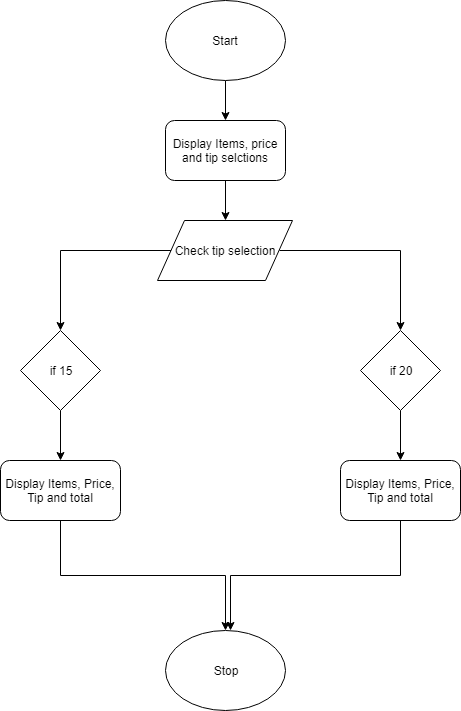 Start
Display Items, price
and tip selctions
Check tip selection
if 15
if 20
Display Items, Price,
Tip and total
Display Items, Price,
Tip and total
Stop